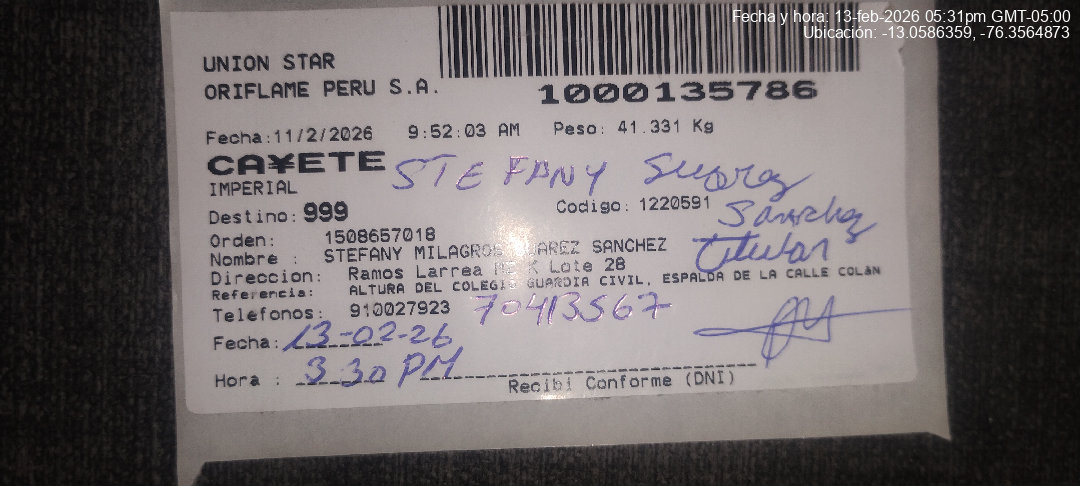 Fecha y hora: 13-feb-2026 05:31pm GMT-05:00
Ubicación: -13.0586359, -76.3564873
UNION STAR
ORIFLAME PERU S.A.
1000135786
Fecha:11/2/2026 9:52:03 AM Peso: 41.331 Kg
CA¥ETE
IMPERIAL
STEFANY Suarez
Sanchez
titular
Destino: 999 Codigo: 1220591
Orden: 1508657018
Nombre : STEFANY MILAGROS SUAREZ SANCHEZ
Direccion: Ramos Larrea K Lote 28
Referencia: ALTURA DEL COLEGIO GUARDIA CIVIL, ESPALDA DE LA CALLE COLAN
Telefonos: 910027923 70413567
Fecha: 13-02-26
Hora : 3 30 PM
Recibi Conforme (DNI)